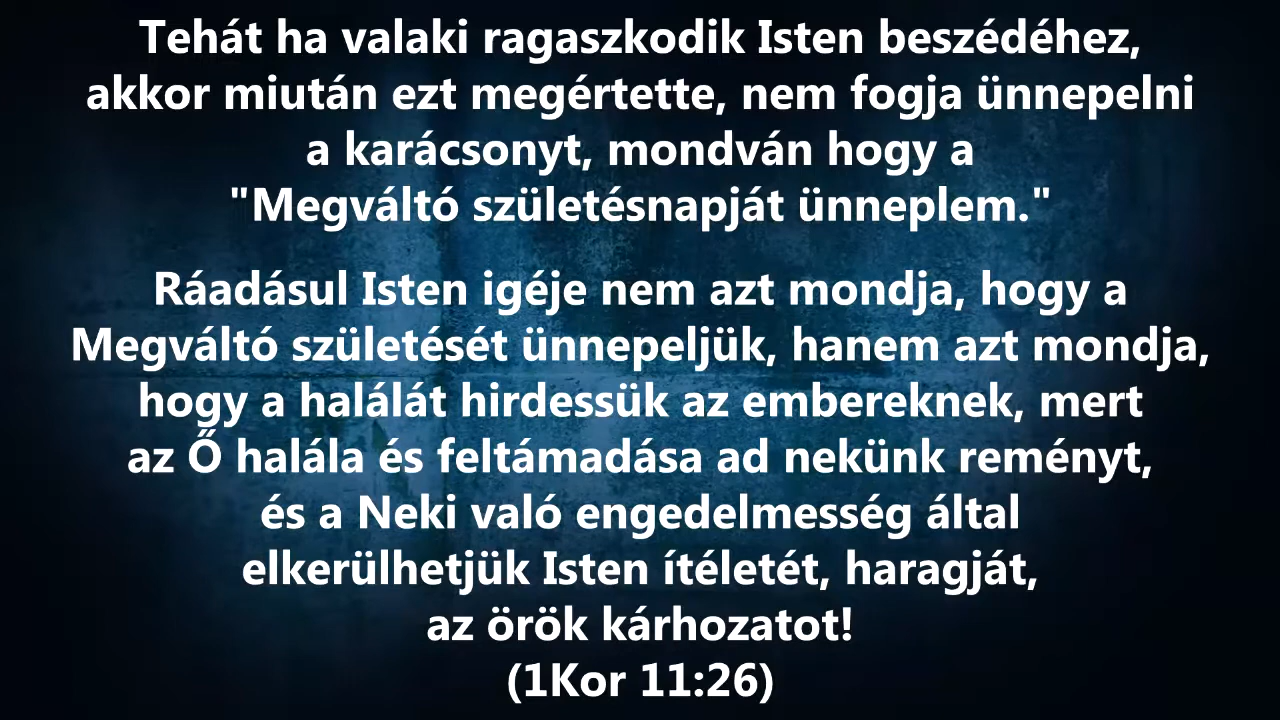 Tehát ha valaki ragaszkodik Isten beszédéhez,
akkor miután ezt megértette, nem fogja ünnepelni
a karácsonyt, mondván hogy a
"Megváltó születésnapját ünneplem."
Ráadásul Isten igéje nem azt mondja, hogy a
Megváltó születését ünnepeljük, hanem azt mondja,
hogy a halálát hirdessük az embereknek, mert
az Ő halála és feltámadása ad nekünk reményt,
és a Neki való engedelmesség által
elkerülhetjük Isten ítéletét, haragját,
az örök kárhozatot!
(1Kor 11:26)